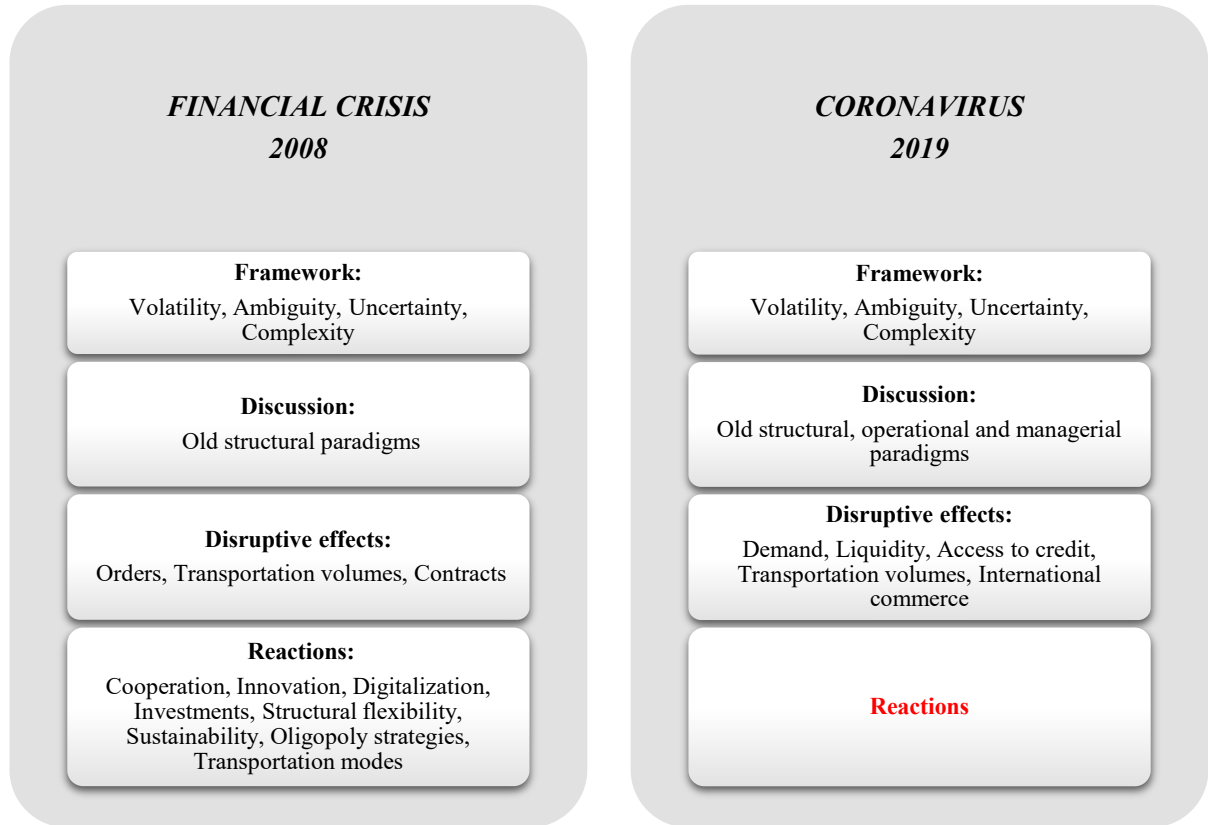 FINANCIAL CRISIS
2008
Framework:
Volatility, Ambiguity, Uncertainty,
Complexity
Discussion:
Old structural paradigms
Disruptive effects:
Orders, Transportation volumes, Contracts
Reactions:
Cooperation, Innovation, Digitalization,
Investments, Structural flexibility,
Sustainability, Oligopoly strategies,
Transportation modes
CORONAVIRUS
2019
Framework:
Volatility, Ambiguity, Uncertainty,
Complexity
Discussion:
Old structural, operational and managerial
paradigms
Disruptive effects:
Demand, Liquidity, Access to credit,
Transportation volumes, International
commerce
Reactions